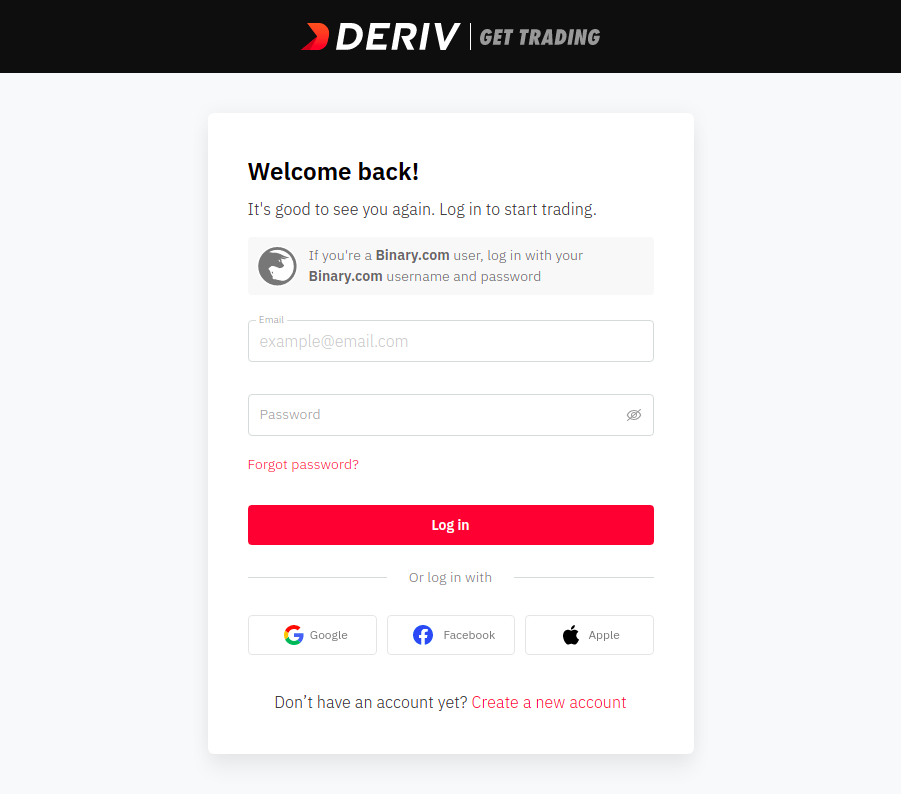 DERIV GET TRADING
Welcome back!
It's good to see you again. Log in to start trading.
If you're a Binary.com user, log in with your
Binary.com username and password
Email
example@email.com
Password
Forgot password?
Log in
Or log in with
Google Facebook Apple
Don’t have an account yet? Create a new account